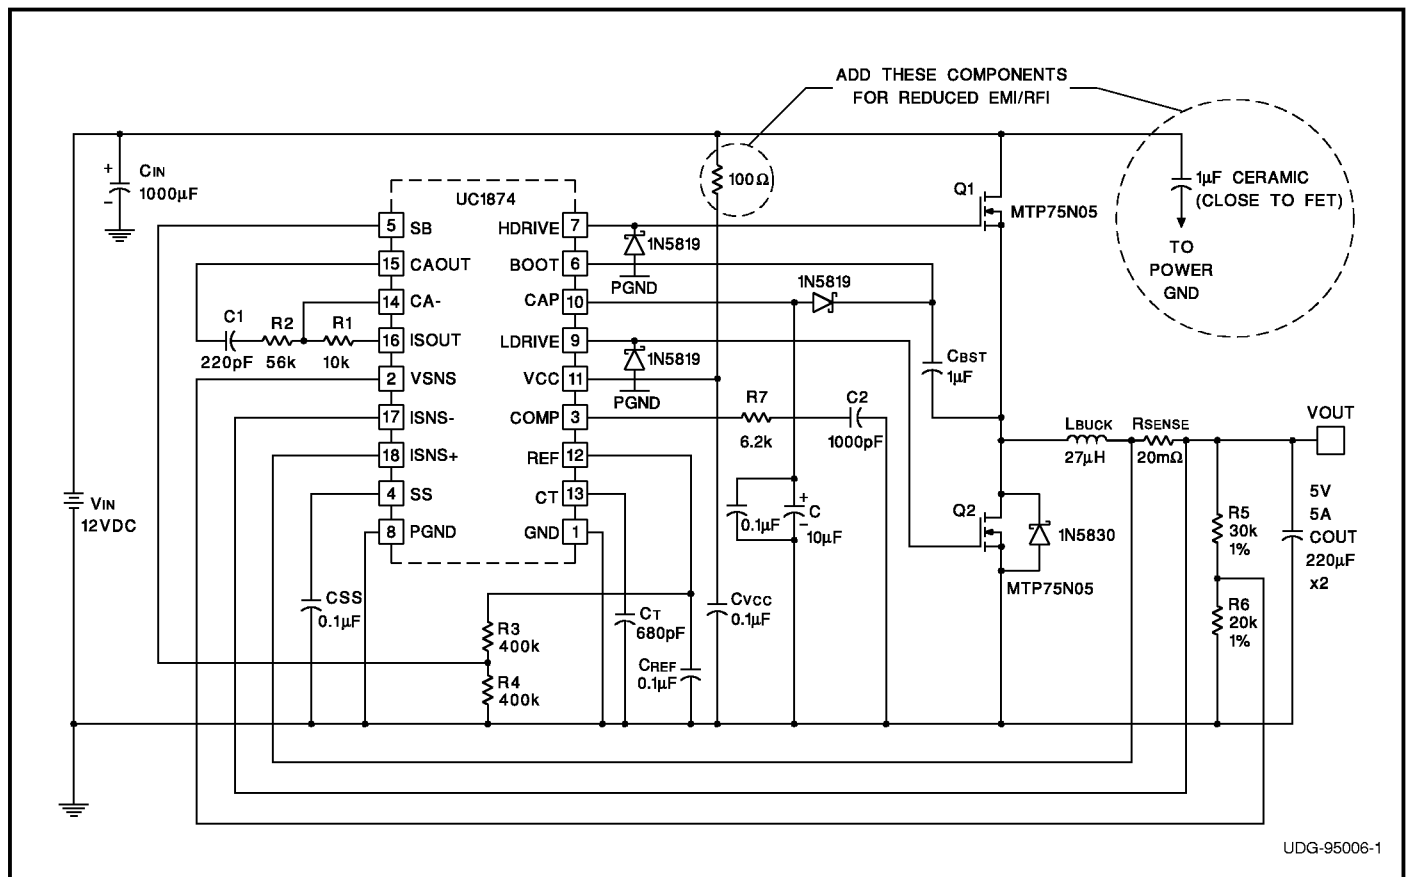 ADD THESE COMPONENTS
FOR REDUCED EMI/RFI
+
CIN
1000µF
−
100Ω
Q1
MTP75N05
1µF CERAMIC
(CLOSE TO FET)
TO
POWER
GND
UC1874
5 SB
15 CAOUT
14 CA-
16 ISOUT
2 VSNS
17 ISNS-
18 ISNS+
4 SS
8 PGND
HDRIVE 7
BOOT 6
CAP 10
LDRIVE 9
VCC 11
COMP 3
REF 12
CT 13
GND 1
1N5819
PGND
1N5819
1N5819
PGND
C1
220pF
R2
56k
R1
10k
CBST
1µF
R7
6.2k
C2
1000pF
LBUCK
27µH
RSENSE
20mΩ
VOUT
5V
5A
COUT
220µF
x2
VIN
12VDC
0.1µF
+
C
−
10µF
Q2
1N5830
MTP75N05
R5
30k
1%
R6
20k
1%
CSS
0.1µF
R3
400k
R4
400k
CT
680pF
CREF
0.1µF
CVCC
0.1µF
UDG-95006-1